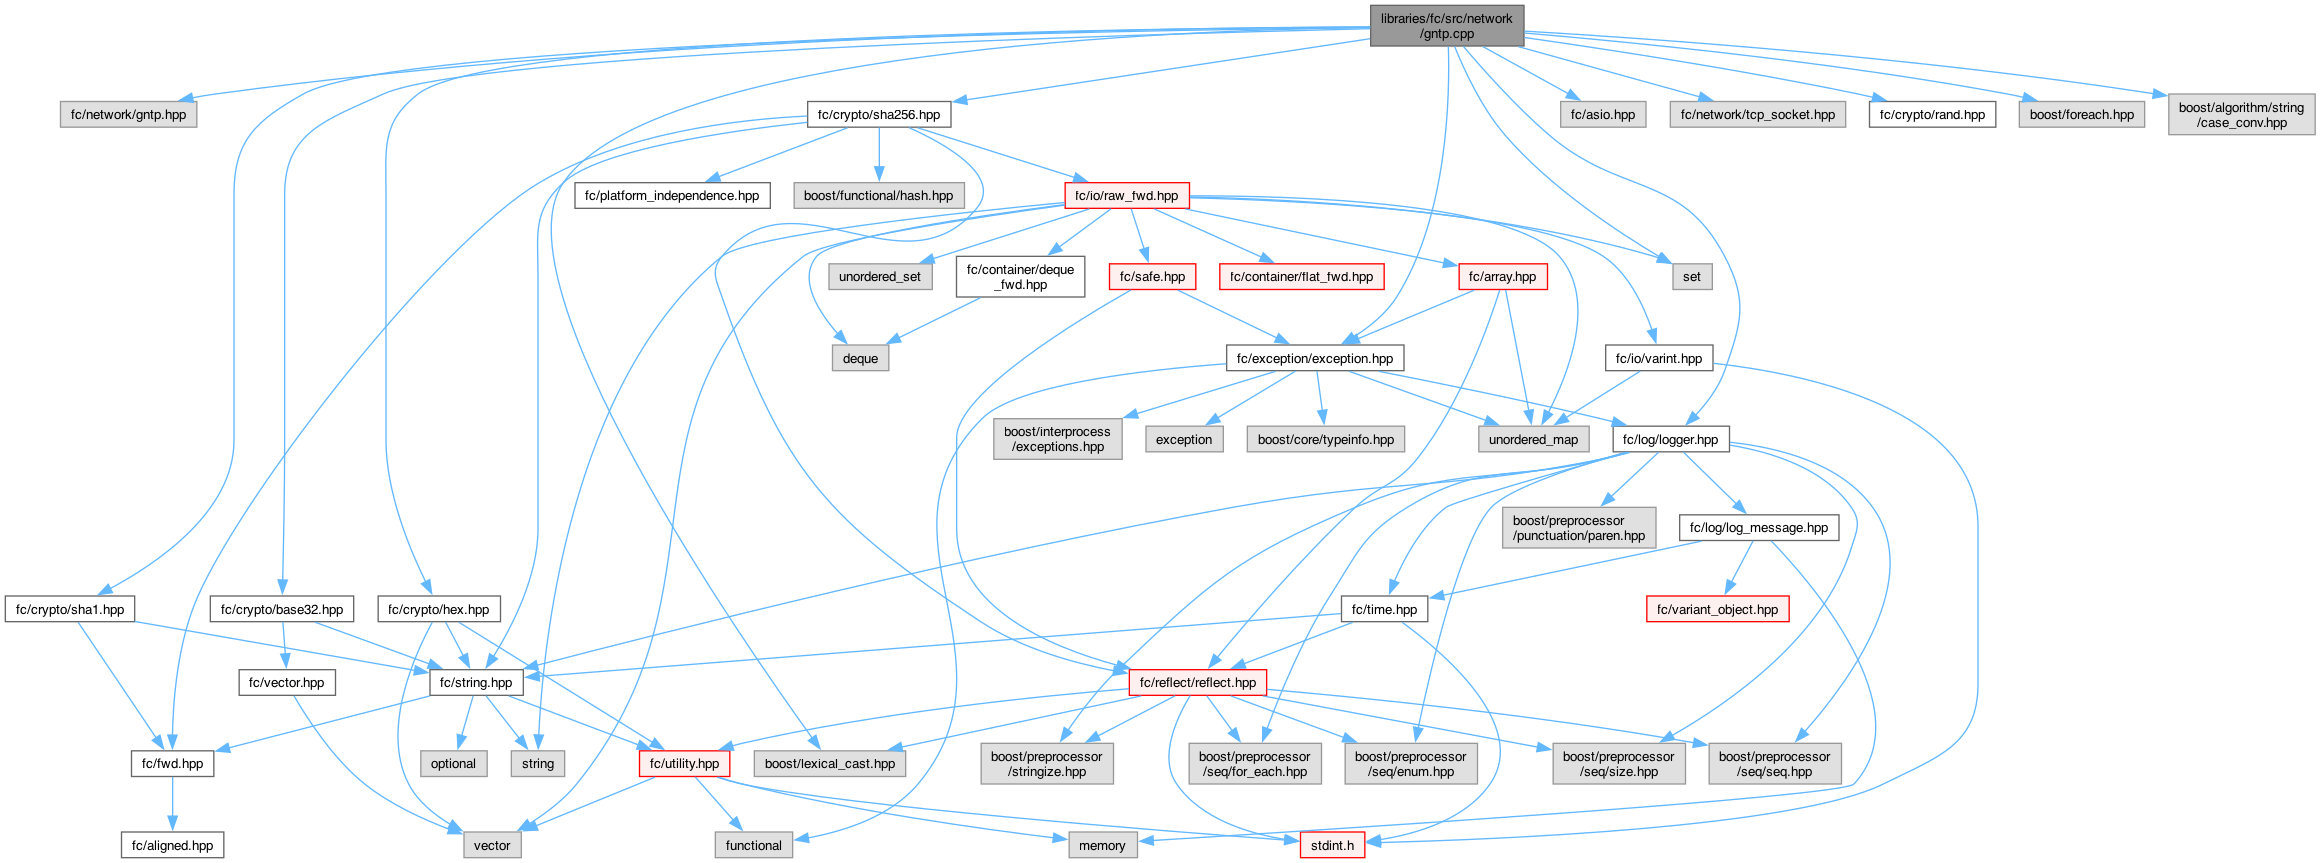 libraries/fc/src/network
/gntp.cpp
fc/network/gntp.hpp
fc/crypto/sha256.hpp
fc/asio.hpp
fc/network/tcp_socket.hpp
fc/crypto/rand.hpp
boost/foreach.hpp
boost/algorithm/string
/case_conv.hpp
fc/platform_independence.hpp
boost/functional/hash.hpp
fc/io/raw_fwd.hpp
unordered_set
fc/container/deque
_fwd.hpp
fc/safe.hpp
fc/container/flat_fwd.hpp
fc/array.hpp
set
deque
fc/exception/exception.hpp
fc/io/varint.hpp
boost/interprocess
/exceptions.hpp
exception
boost/core/typeinfo.hpp
unordered_map
fc/log/logger.hpp
boost/preprocessor
/punctuation/paren.hpp
fc/log/log_message.hpp
fc/crypto/sha1.hpp
fc/crypto/base32.hpp
fc/crypto/hex.hpp
fc/time.hpp
fc/variant_object.hpp
fc/vector.hpp
fc/string.hpp
fc/reflect/reflect.hpp
fc/fwd.hpp
optional
string
fc/utility.hpp
boost/lexical_cast.hpp
boost/preprocessor
/stringize.hpp
boost/preprocessor
/seq/for_each.hpp
boost/preprocessor
/seq/enum.hpp
boost/preprocessor
/seq/size.hpp
boost/preprocessor
/seq/seq.hpp
fc/aligned.hpp
vector
functional
memory
stdint.h